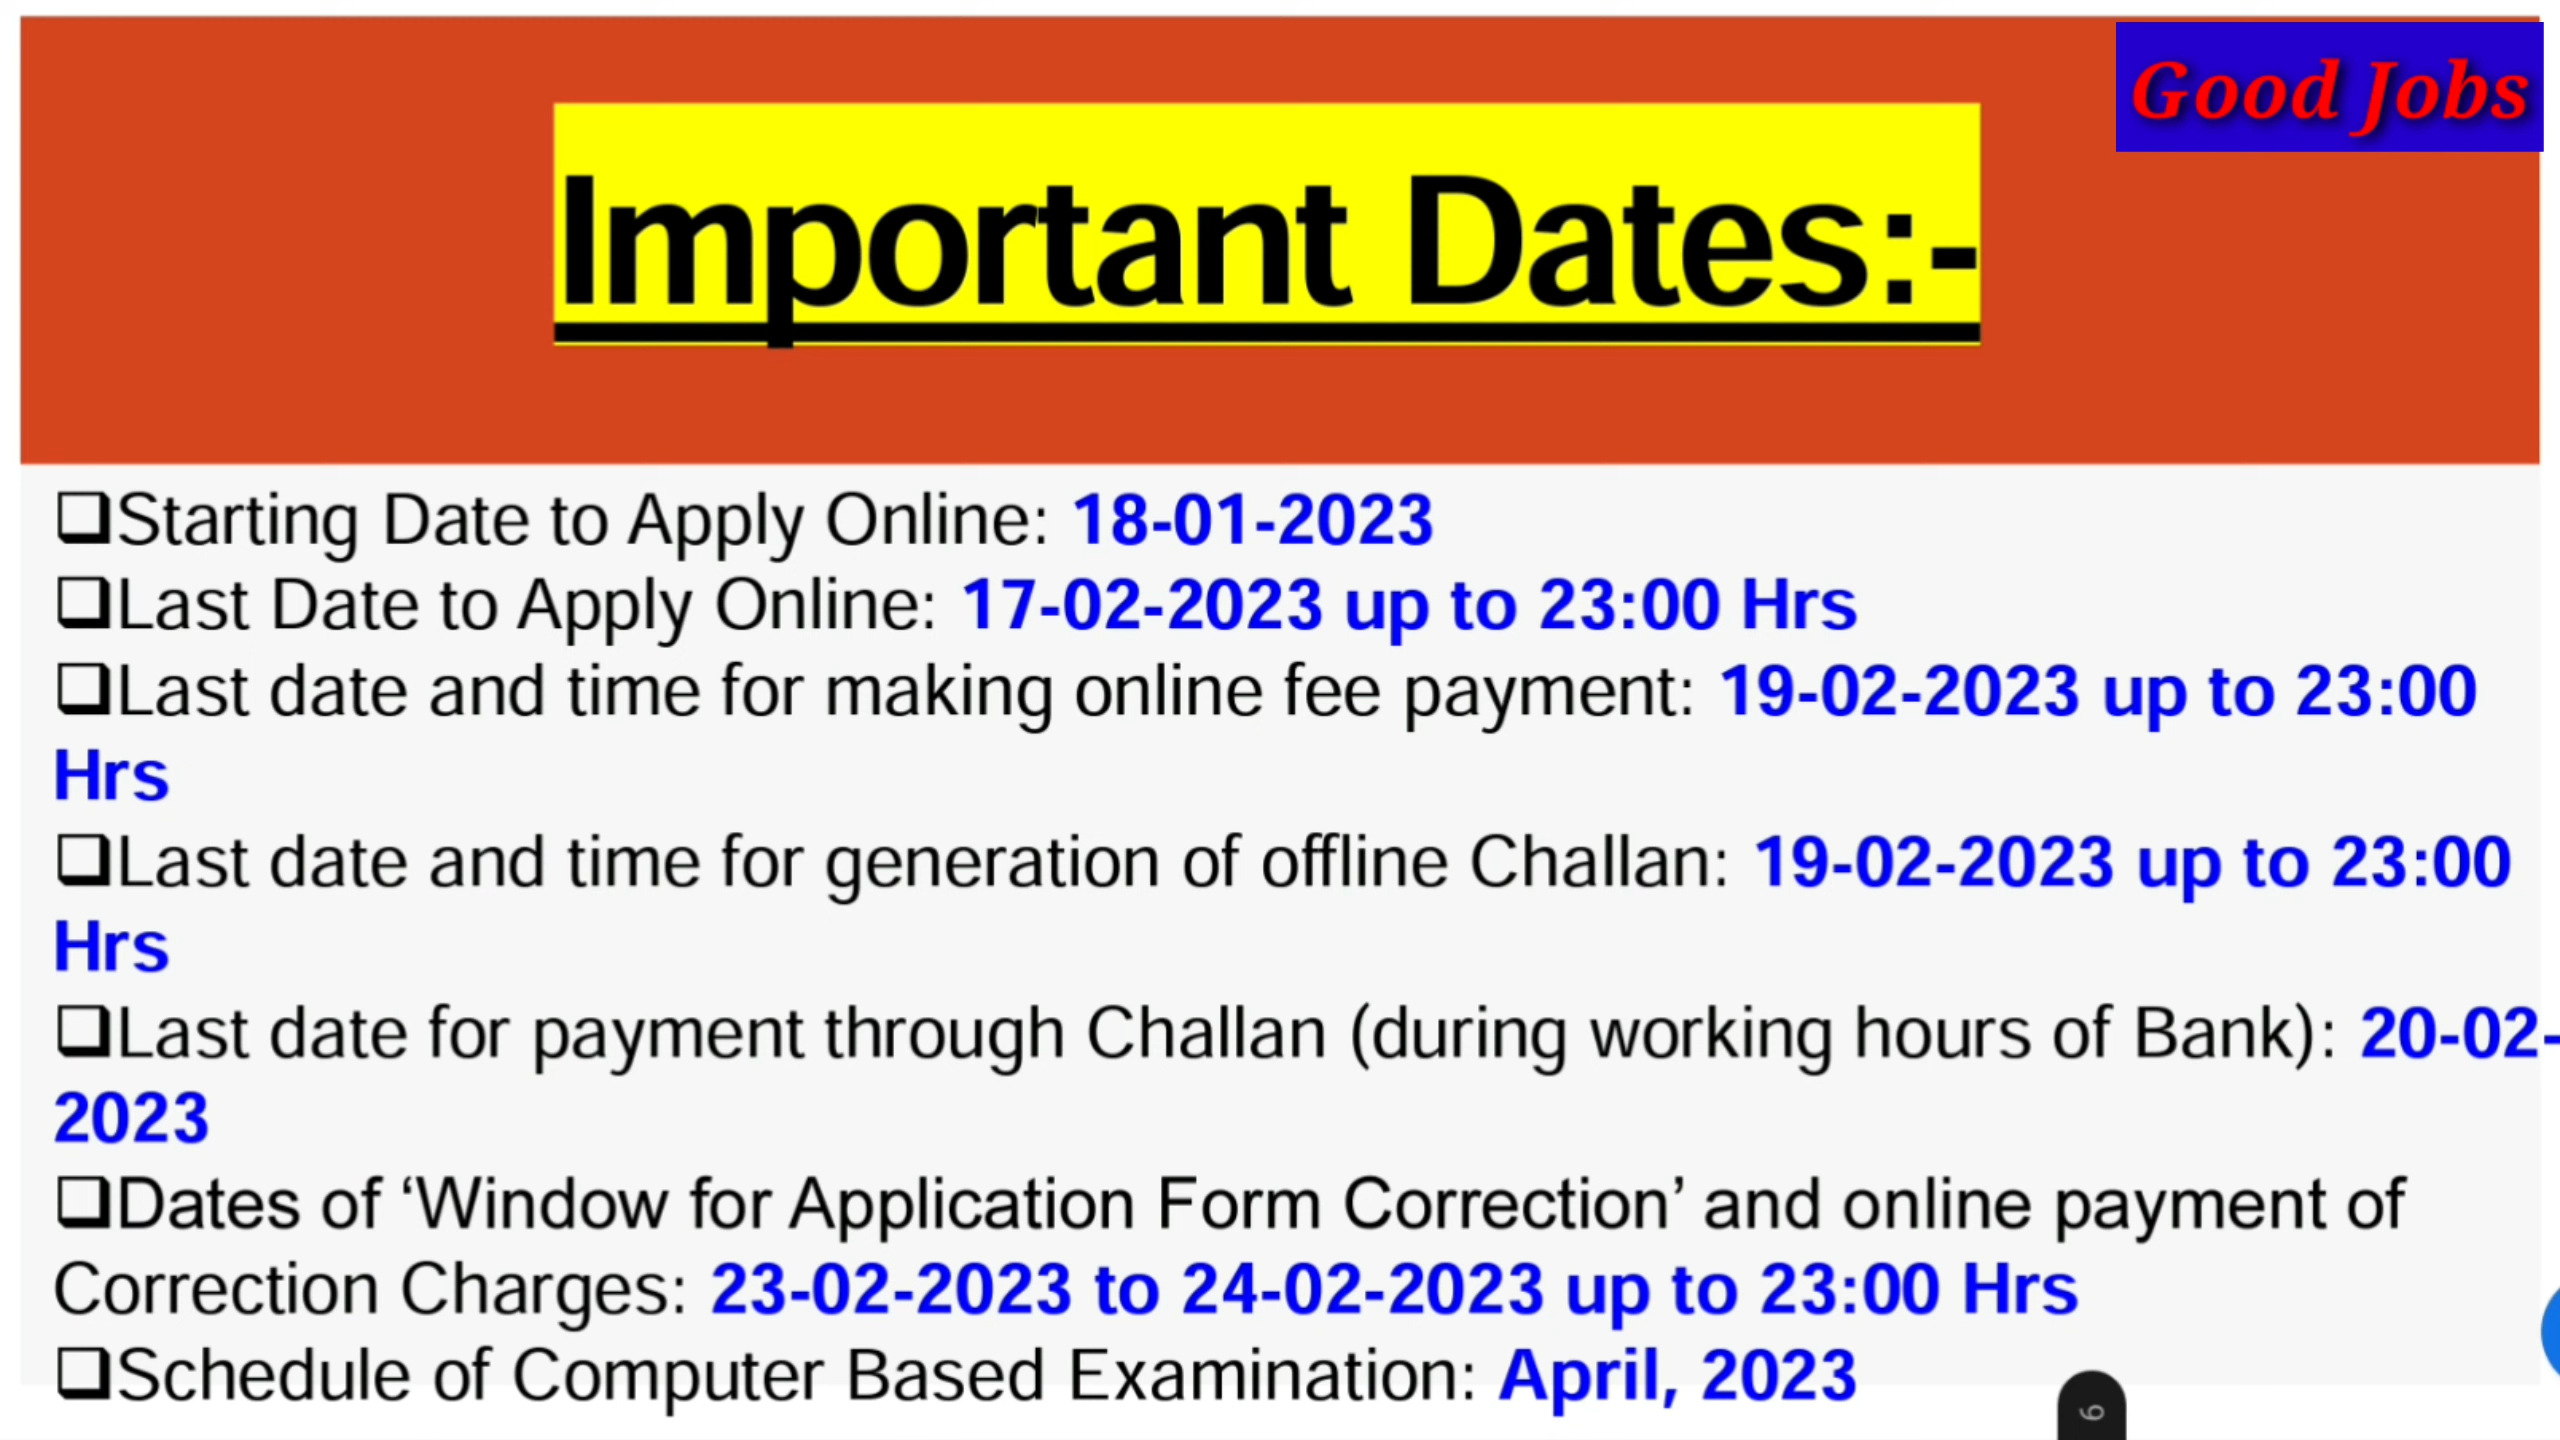 Good Jobs
Important Dates:-
❑Starting Date to Apply Online: 18-01-2023
❑Last Date to Apply Online: 17-02-2023 up to 23:00 Hrs
❑Last date and time for making online fee payment: 19-02-2023 up to 23:00
Hrs
❑Last date and time for generation of offline Challan: 19-02-2023 up to 23:00
Hrs
❑Last date for payment through Challan (during working hours of Bank): 20-02-
2023
❑Dates of ‘Window for Application Form Correction’ and online payment of
Correction Charges: 23-02-2023 to 24-02-2023 up to 23:00 Hrs
❑Schedule of Computer Based Examination: April, 2023
6